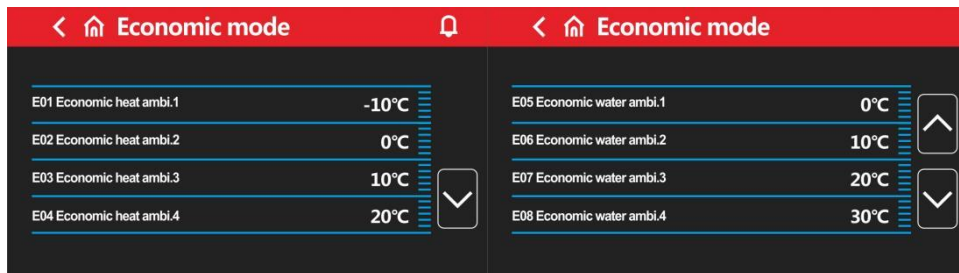 Economic mode
E01 Economic heat ambi.1 -10℃
E02 Economic heat ambi.2 0℃
E03 Economic heat ambi.3 10℃
E04 Economic heat ambi.4 20℃
Economic mode
E05 Economic water ambi.1 0℃
E06 Economic water ambi.2 10℃
E07 Economic water ambi.3 20℃
E08 Economic water ambi.4 30℃